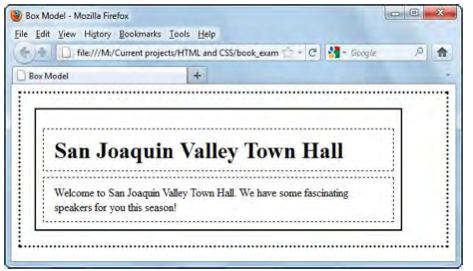 Box Model - Mozilla Firefox
File Edit View History Bookmarks Tools Help
file:///M:/Current projects/HTML and CSS/book_exam
Google
Box Model
San Joaquin Valley Town Hall
Welcome to San Joaquin Valley Town Hall. We have some fascinating
speakers for you this season!